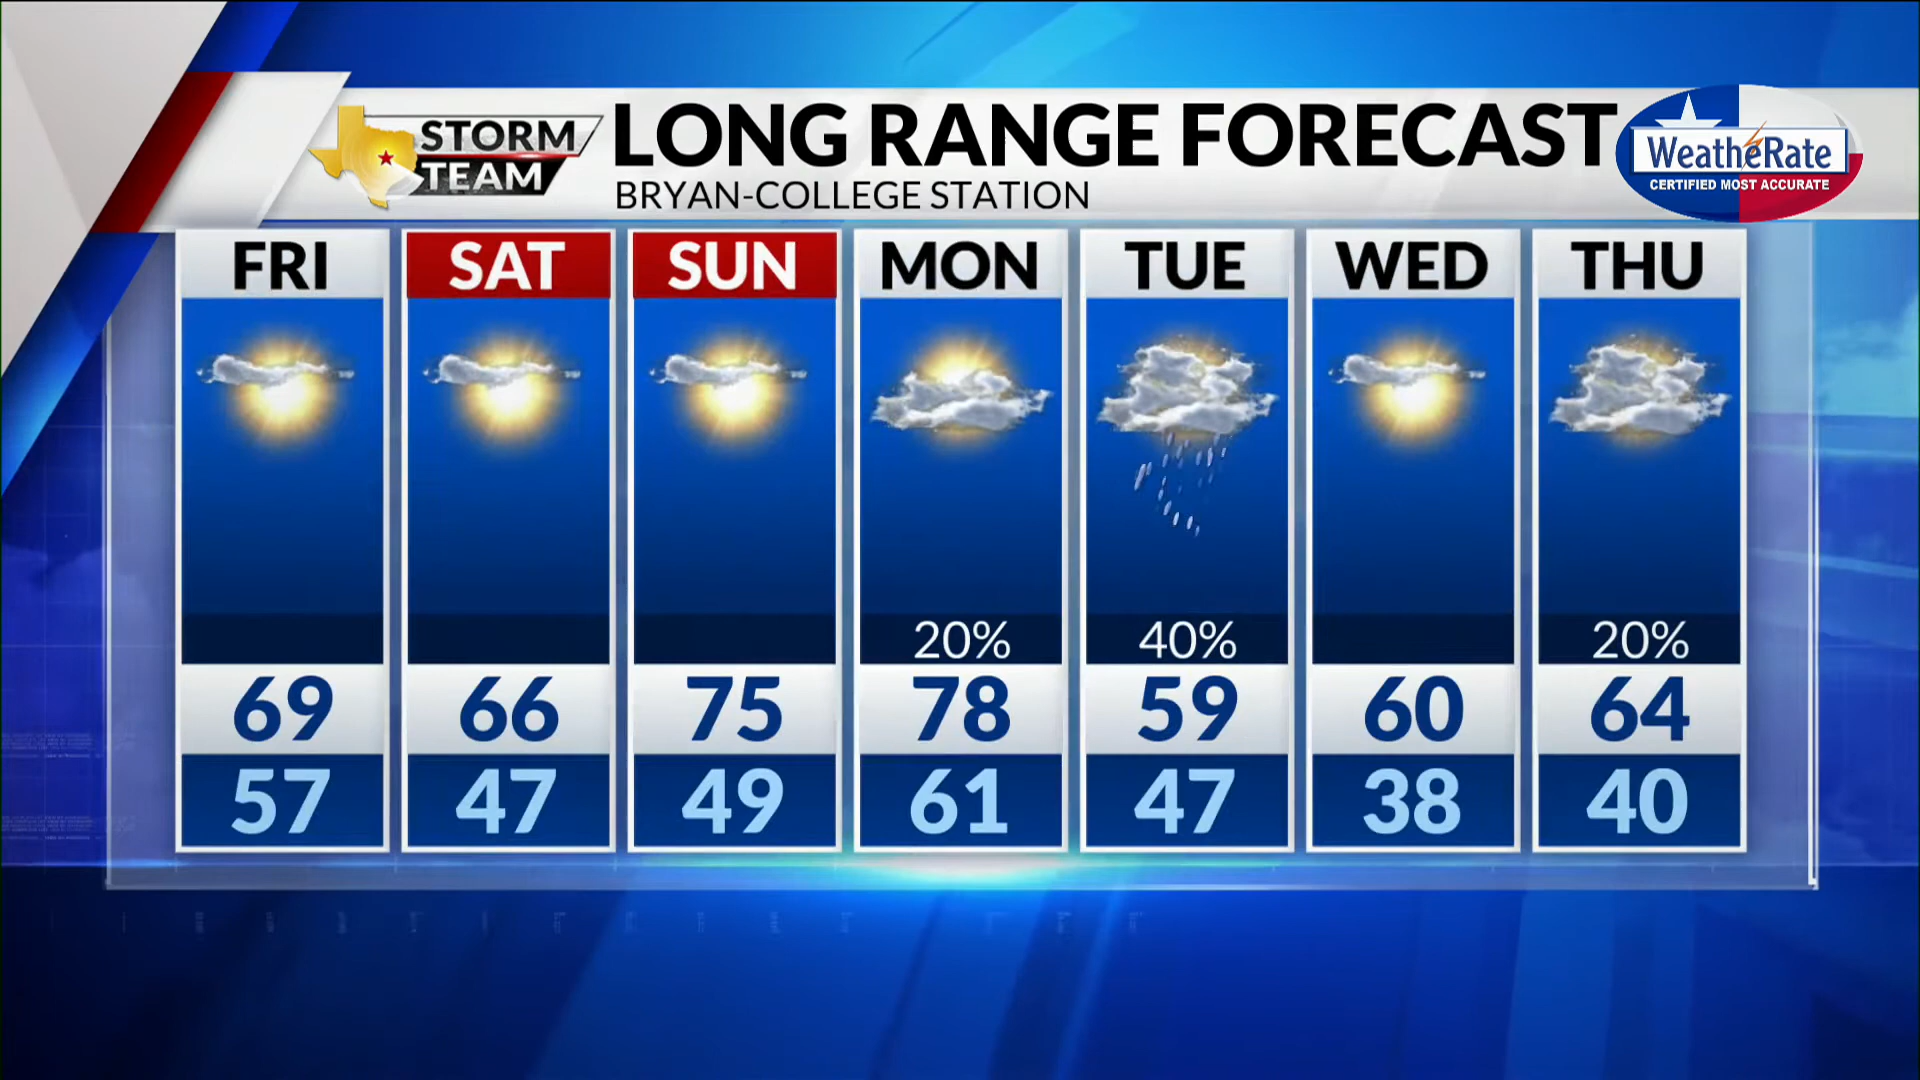 STORM
TEAM
LONG RANGE FORECAST
BRYAN-COLLEGE STATION
WeatheRate
CERTIFIED MOST ACCURATE
FRI SAT SUN MON TUE WED THU
20% 40% 20%
69 66 75 78 59 60 64
57 47 49 61 47 38 40